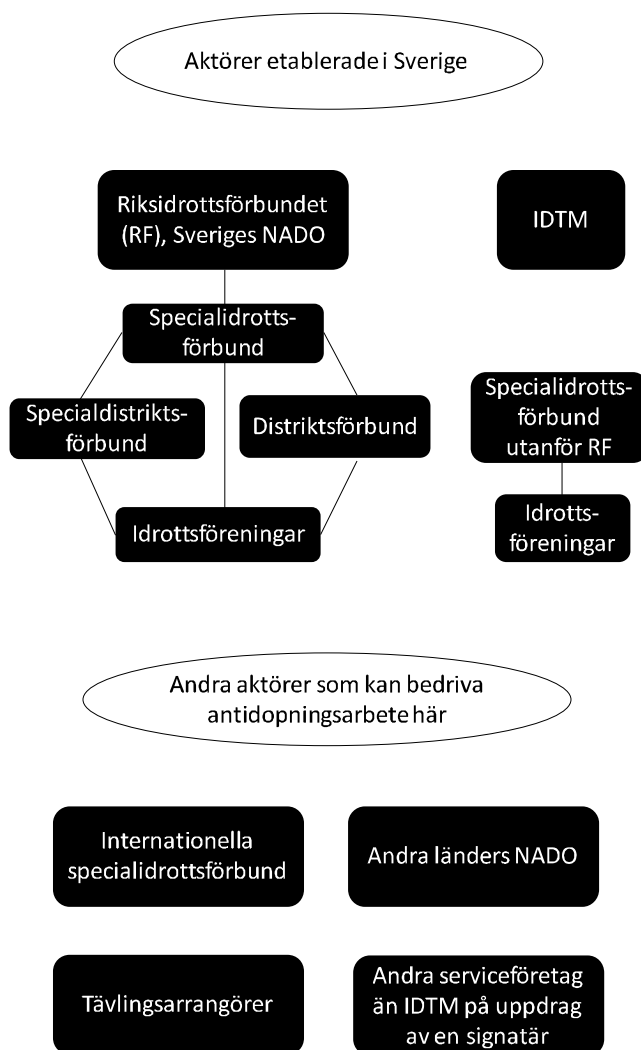 Aktörer etablerade i Sverige
Riksidrottsförbundet
(RF), Sveriges NADO
IDTM
Specialidrotts-
förbund
Specialdistrikts-
förbund
Distriktsförbund
Specialidrotts-
förbund
utanför RF
Idrottsföreningar
Idrotts-
föreningar
Andra aktörer som kan bedriva
antidopningsarbete här
Internationella
specialidrottsförbund
Andra länders NADO
Tävlingsarrangörer
Andra serviceföretag
än IDTM på uppdrag
av en signatär